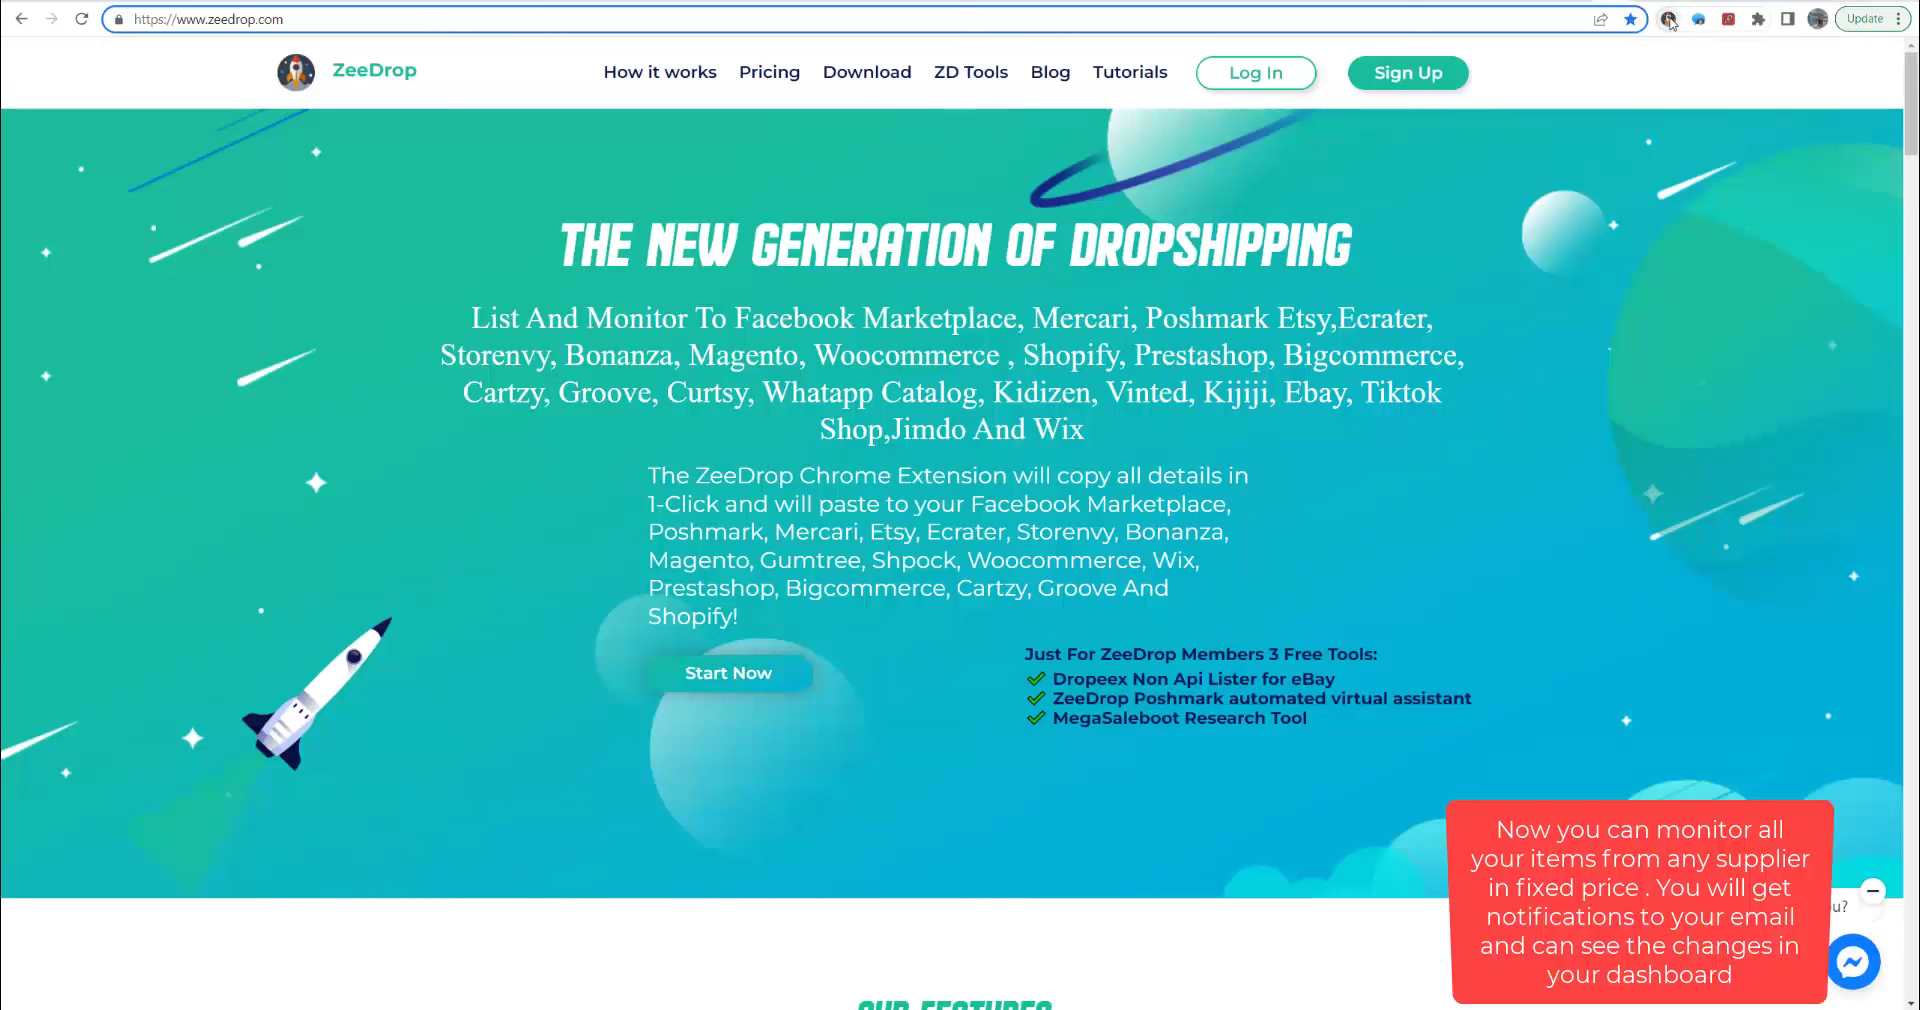 https://www.zeedrop.com
Update
ZeeDrop
How it works
Pricing
Download
ZD Tools
Blog
Tutorials
Log In
Sign Up
THE NEW GENERATION OF DROPSHIPPING
List And Monitor To Facebook Marketplace, Mercari, Poshmark Etsy,Ecrater,
Storenvy, Bonanza, Magento, Woocommerce , Shopify, Prestashop, Bigcommerce,
Cartzy, Groove, Curtsy, Whatapp Catalog, Kidizen, Vinted, Kijiji, Ebay, Tiktok
Shop,Jimdo And Wix
The ZeeDrop Chrome Extension will copy all details in
1-Click and will paste to your Facebook Marketplace,
Poshmark, Mercari, Etsy, Ecrater, Storenvy, Bonanza,
Magento, Gumtree, Shpock, Woocommerce, Wix,
Prestashop, Bigcommerce, Cartzy, Groove And
Shopify!
Start Now
Just For ZeeDrop Members 3 Free Tools:
Dropeex Non Api Lister for eBay
ZeeDrop Poshmark automated virtual assistant
MegaSaleboot Research Tool
Now you can monitor all
your items from any supplier
in fixed price . You will get
notifications to your email
and can see the changes in
your dashboard
OUR FEATURES